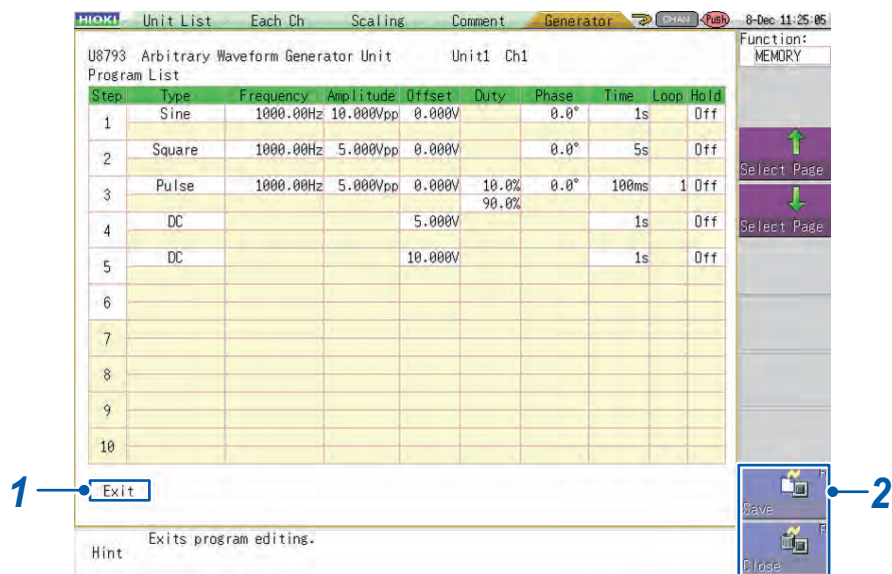 HIOKI Unit List Each Ch Scaling Comment Generator CHAN Push 8-Dec 11:25:05
Function:
MEMORY
U8793 Arbitrary Waveform Generator Unit Unit1 Ch1
Program List
Step Type Frequency Amplitude Offset Duty Phase Time Loop Hold
1 Sine 1000.00Hz 10.000Vpp 0.000V 0.0° 1s Off
2 Square 1000.00Hz 5.000Vpp 0.000V 0.0° 5s Off
Select Page
3 Pulse 1000.00Hz 5.000Vpp 0.000V 10.0% 0.0° 100ms 1 Off
90.0%
4 DC 5.000V 1s Off
Select Page
5 DC 10.000V 1s Off
6
7
8
9
10
1 Exit
Save
2
Close
Hint Exits program editing.